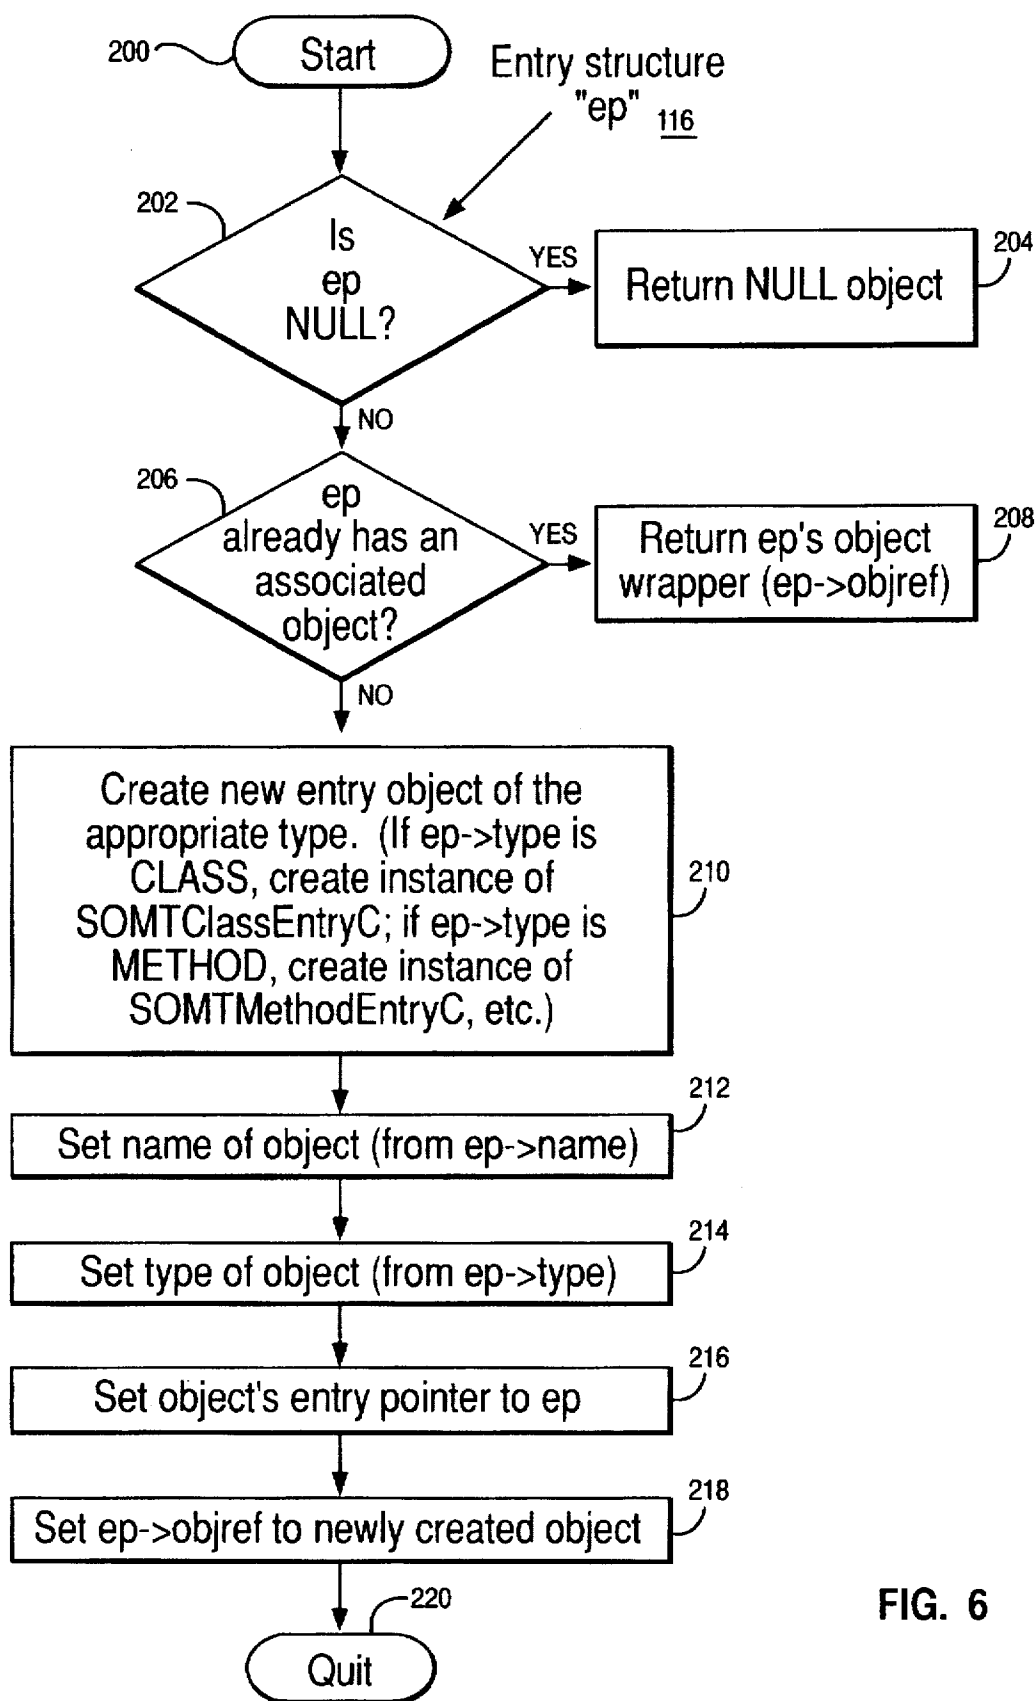 200
Start
Entry structure
"ep" 116
202
Is
ep
NULL?
YES
Return NULL object
204
NO
206
ep
already has an
associated
object?
YES
Return ep's object
wrapper (ep->objref)
208
NO
Create new entry object of the
appropriate type. (If ep->type is
CLASS, create instance of
SOMTClassEntryC; if ep->type is
METHOD, create instance of
SOMTMethodEntryC, etc.)
210
212
Set name of object (from ep->name)
214
Set type of object (from ep->type)
216
Set object's entry pointer to ep
218
Set ep->objref to newly created object
220
Quit
FIG. 6